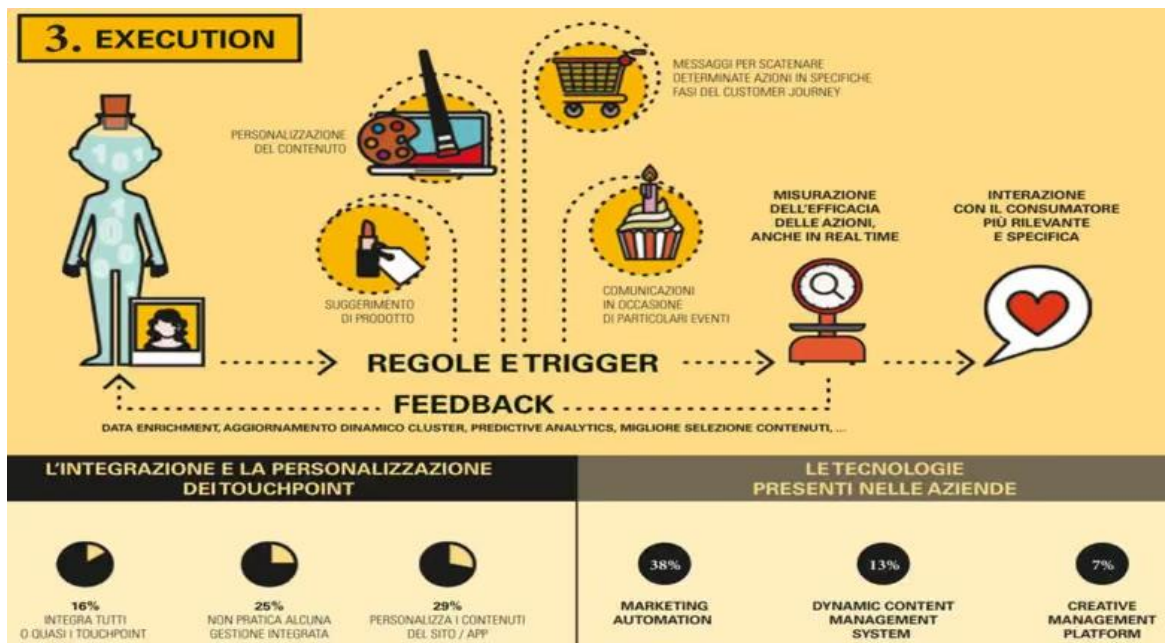 3. EXECUTION
MESSAGGI PER SCATENARE
DETERMINATE AZIONI IN SPECIFICHE
FASI DEL CUSTOMER JOURNEY
PERSONALIZZAZIONE
DEL CONTENUTO
SUGGERIMENTO
DI PRODOTTO
COMUNICAZIONI
IN OCCASIONE
DI PARTICOLARI EVENTI
MISURAZIONE
DELL'EFFICACIA
DELLE AZIONI,
ANCHE IN REAL TIME
INTERAZIONE
CON IL CONSUMATORE
PIÙ RILEVANTE
E SPECIFICA
REGOLE E TRIGGER
FEEDBACK
DATA ENRICHMENT, AGGIORNAMENTO DINAMICO CLUSTER, PREDICTIVE ANALYTICS, MIGLIORE SELEZIONE CONTENUTI, ...
L'INTEGRAZIONE E LA PERSONALIZZAZIONE
DEI TOUCHPOINT
16%
INTEGRA TUTTI
O QUASI I TOUCHPOINT
25%
NON PRATICA ALCUNA
GESTIONE INTEGRATA
29%
PERSONALIZZA I CONTENUTI
DEL SITO / APP
LE TECNOLOGIE
PRESENTI NELLE AZIENDE
38%
MARKETING
AUTOMATION
13%
DYNAMIC CONTENT
MANAGEMENT
SYSTEM
7%
CREATIVE
MANAGEMENT
PLATFORM